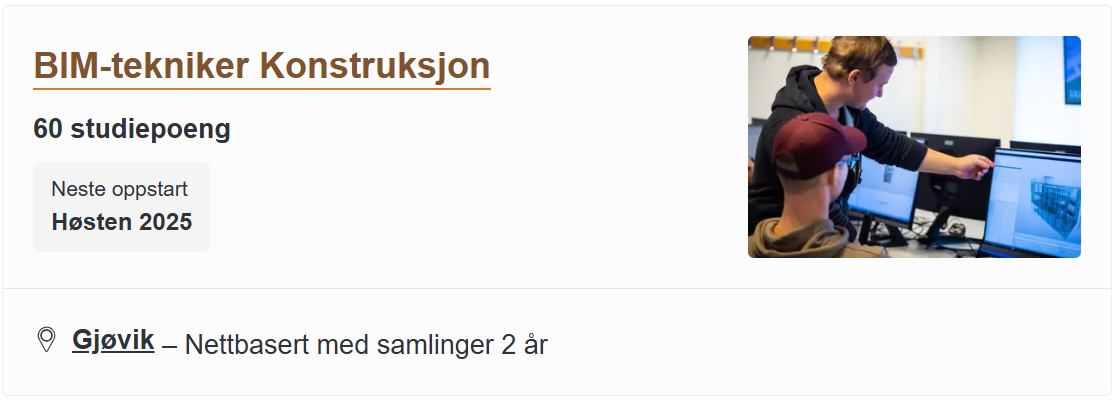 BIM-tekniker Konstruksjon
60 studiepoeng
Neste oppstart
Høsten 2025
Gjøvik – Nettbasert med samlinger 2 år